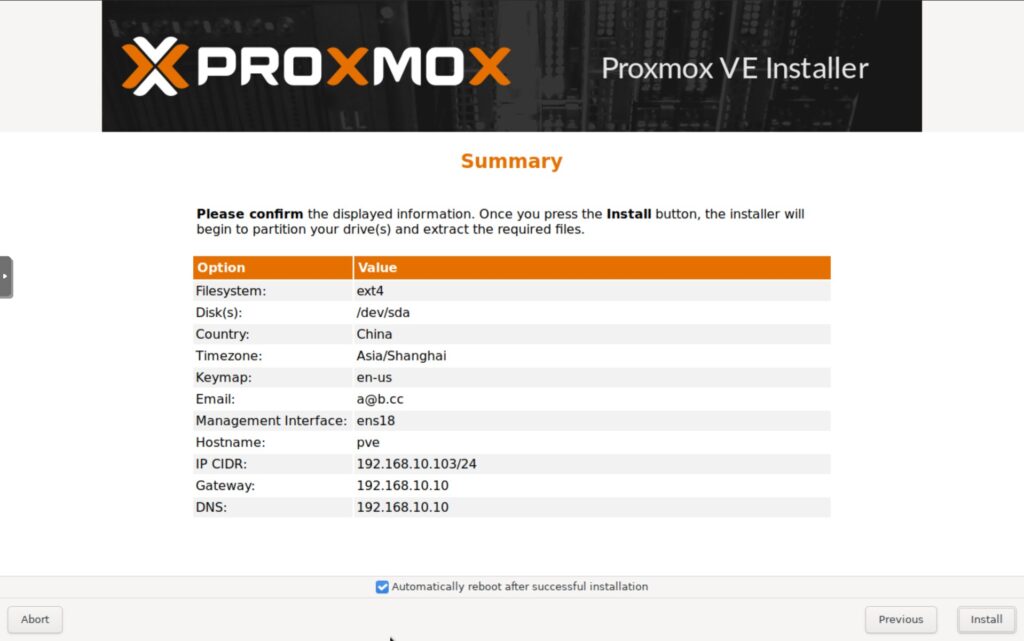 PROXMOX
Proxmox VE Installer
Summary
Please confirm the displayed information. Once you press the Install button, the installer will
begin to partition your drive(s) and extract the required files.
Option Value
Filesystem: ext4
Disk(s): /dev/sda
Country: China
Timezone: Asia/Shanghai
Keymap: en-us
Email: a@b.cc
Management Interface: ens18
Hostname: pve
IP CIDR: 192.168.10.103/24
Gateway: 192.168.10.10
DNS: 192.168.10.10
Automatically reboot after successful installation
Abort Previous Install